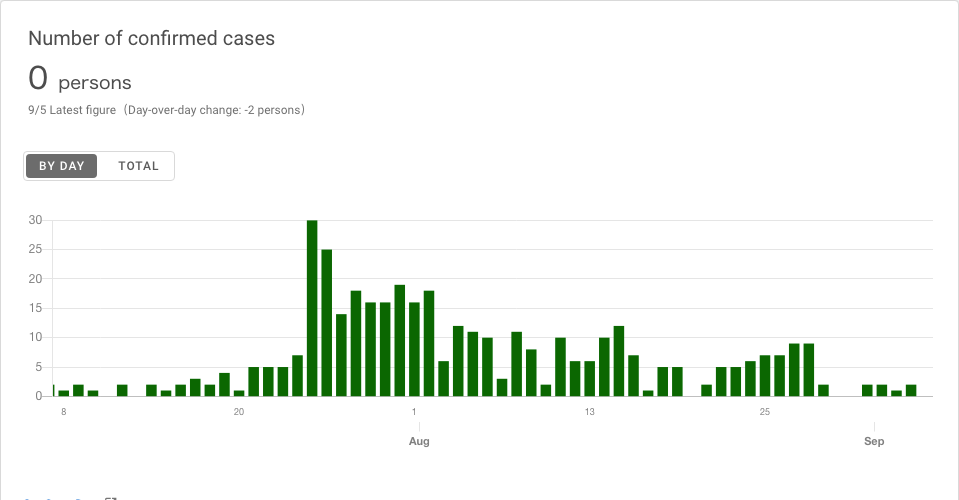 Number of confirmed cases
0 persons
9/5 Latest figure（Day-over-day change: -2 persons）
BY DAY TOTAL
30
25
20
15
10
5
0
8 20 1 13 25
Aug Sep